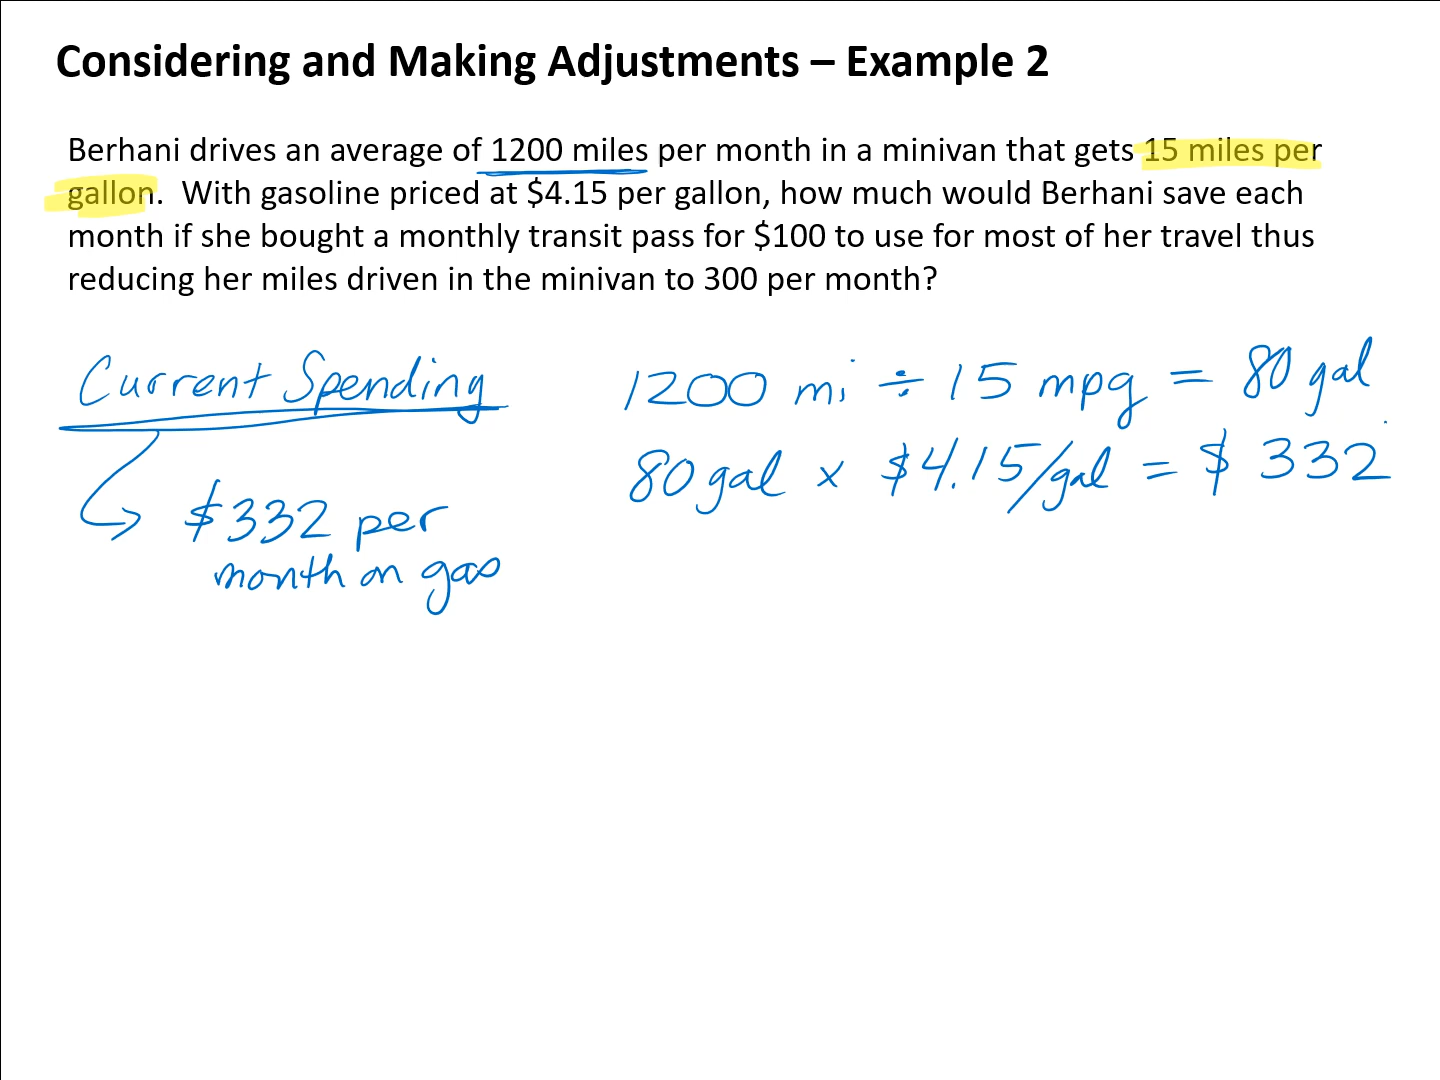 Considering and Making Adjustments – Example 2
Berhani drives an average of 1200 miles per month in a minivan that gets 15 miles per
gallon. With gasoline priced at $4.15 per gallon, how much would Berhani save each
month if she bought a monthly transit pass for $100 to use for most of her travel thus
reducing her miles driven in the minivan to 300 per month?
Current Spending
$332 per
month on gas
1200 mi ÷ 15 mpg = 80 gal
80 gal x $4.15/gal = $ 332